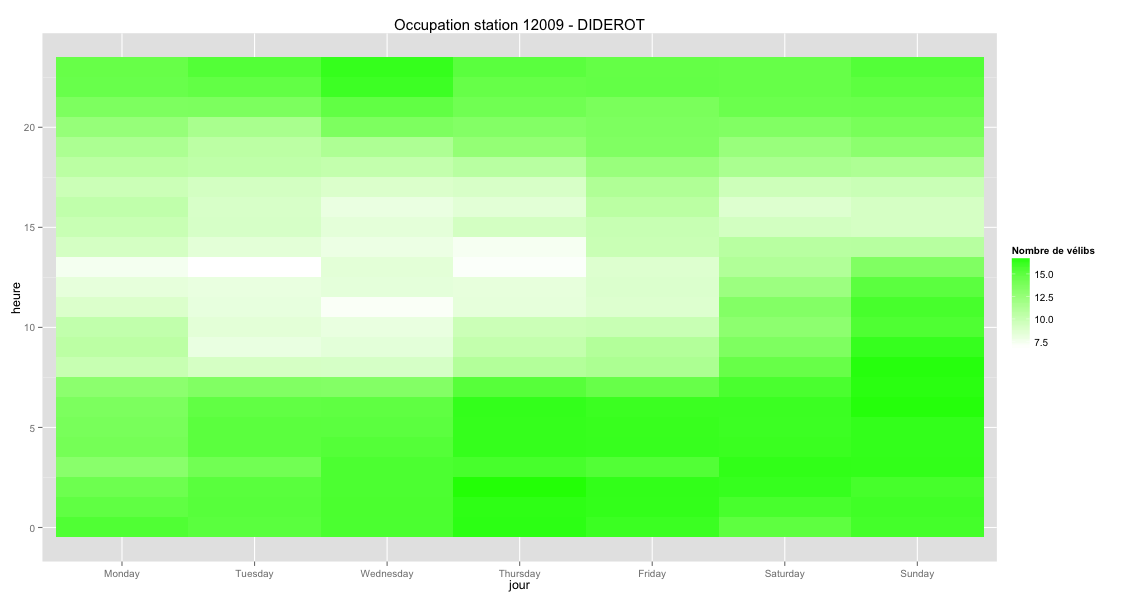 Occupation station 12009 - DIDEROT
heure
20
15
10
5
0
Monday Tuesday Wednesday Thursday Friday Saturday Sunday
jour
Nombre de vélibs
15.0
12.5
10.0
7.5